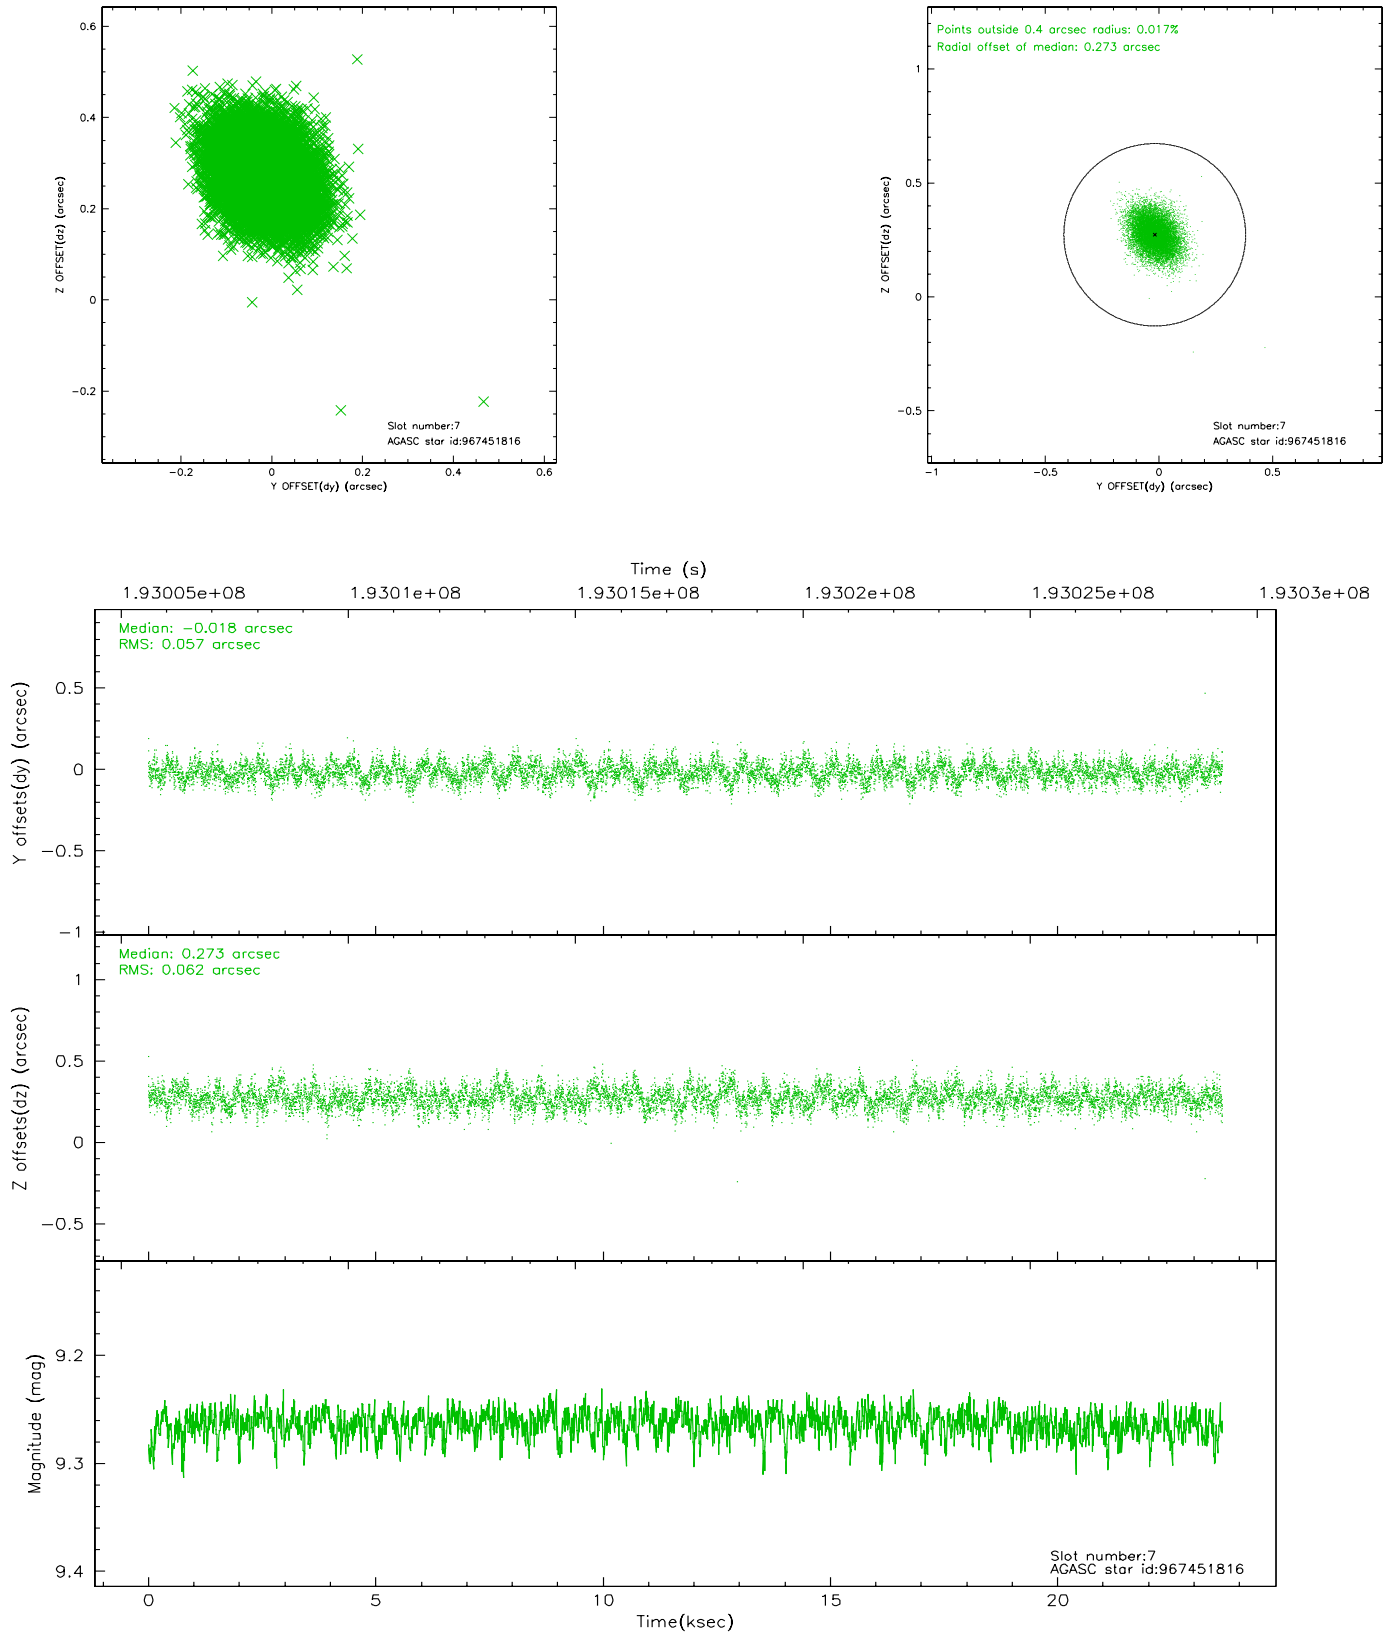 0.6
0.4
0.2
0
−0.2
Z OFFSET(dz) (arcsec)
Slot number:7
AGASC star id:967451816
−0.2 0 0.2 0.4 0.6
Y OFFSET(dy) (arcsec)
Points outside 0.4 arcsec radius: 0.017%
Radial offset of median: 0.273 arcsec
1
0.5
0
−0.5
Z OFFSET(dz) (arcsec)
Slot number:7
AGASC star id:967451816
−1 −0.5 0 0.5
Y OFFSET(dy) (arcsec)
Time (s)
1.93005e+08 1.9301e+08 1.93015e+08 1.9302e+08 1.93025e+08 1.9303e+08
Median: −0.018 arcsec
RMS: 0.057 arcsec
0.5
0
−0.5
−1
Y offsets(dy) (arcsec)
Median: 0.273 arcsec
RMS: 0.062 arcsec
1
0.5
0
−0.5
Z offsets(dz) (arcsec)
9.2
9.3
9.4
Magnitude (mag)
Slot number:7
AGASC star id:967451816
0 5 10 15 20
Time(ksec)